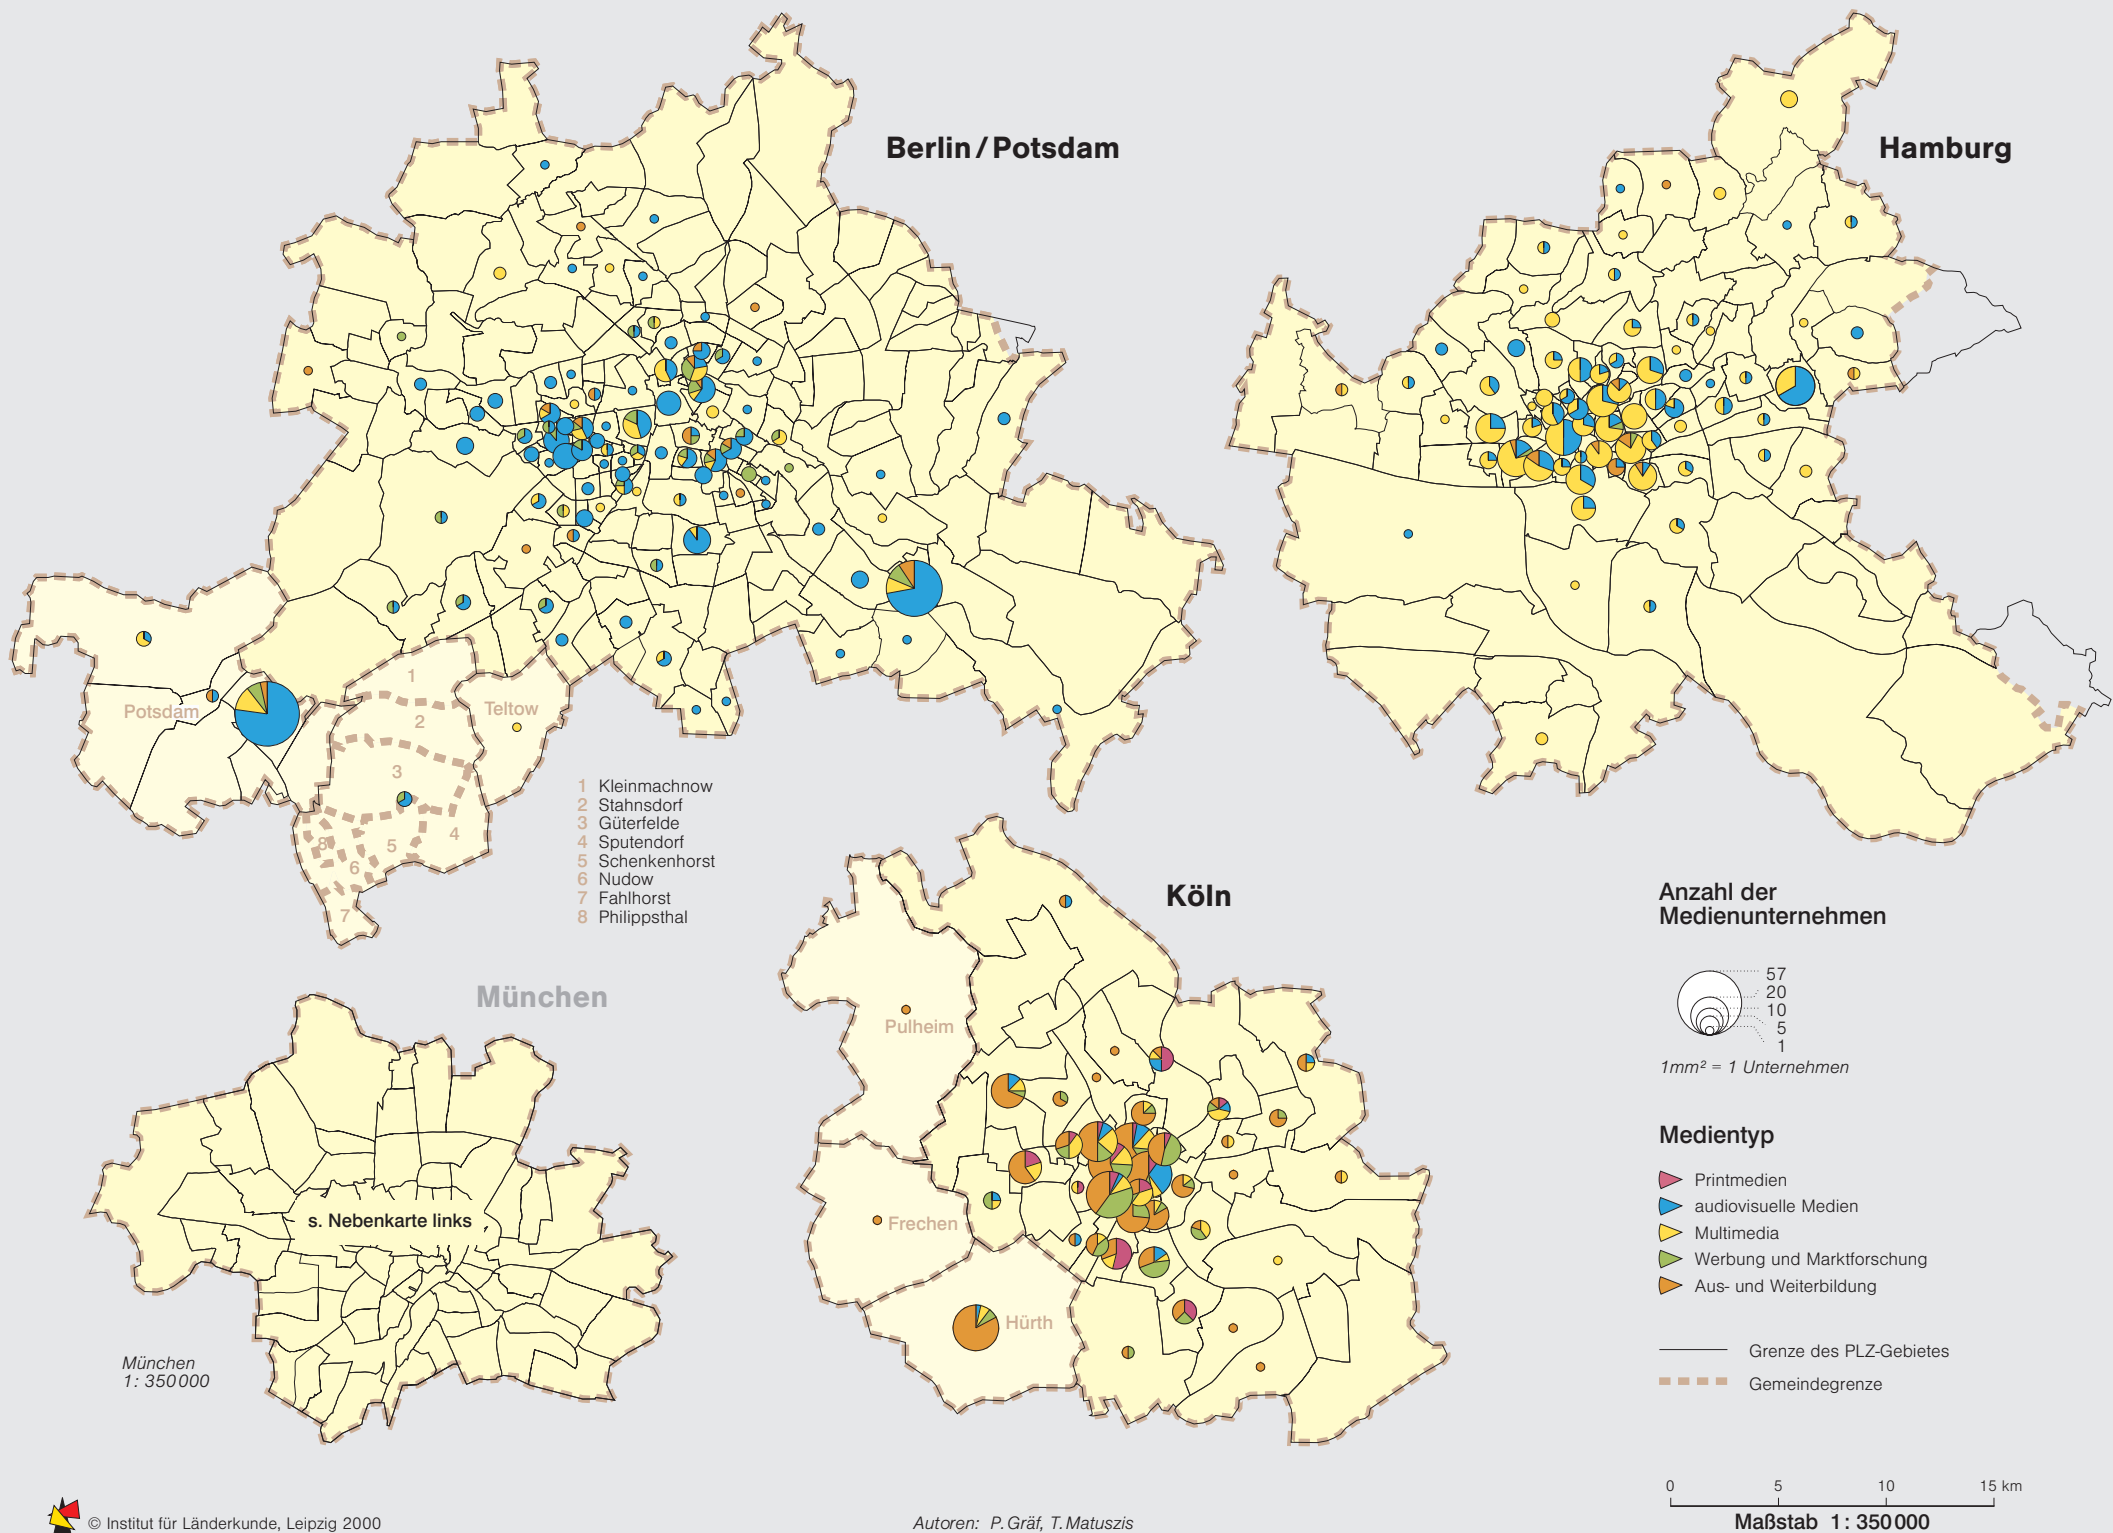 Berlin / Potsdam
Hamburg
Potsdam
Teltow
1
2
3
4
5
6
7
8
1 Kleinmachnow
2 Stahnsdorf
3 Güterfelde
4 Sputendorf
5 Schenkenhorst
6 Nudow
7 Fahlhorst
8 Philippsthal
München
s. Nebenkarte links
München
1: 350 000
Köln
Pulheim
Frechen
Hürth
Anzahl der
Medienunternehmen
57
20
10
5
1
1mm² = 1 Unternehmen
Medientyp
Printmedien
audiovisuelle Medien
Multimedia
Werbung und Marktforschung
Aus- und Weiterbildung
Grenze des PLZ-Gebietes
Gemeindegrenze
0 5 10 15 km
Maßstab 1: 350 000
© Institut für Länderkunde, Leipzig 2000
Autoren: P. Gräf, T. Matuszis